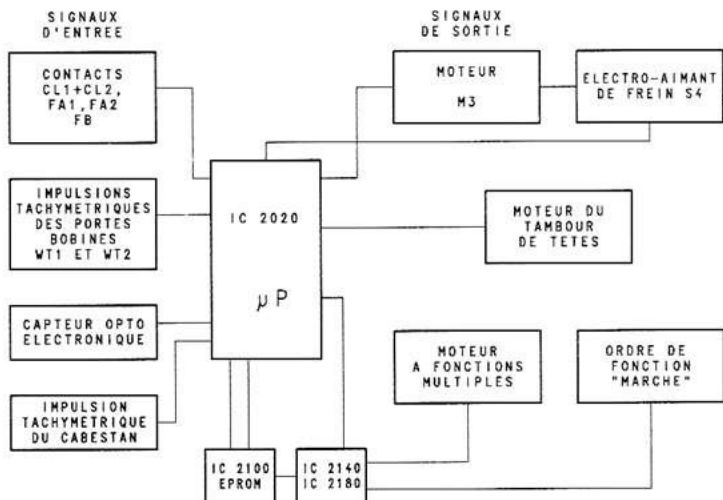 SIGNAUX
D'ENTREE
SIGNAUX
DE SORTIE
CONTACTS
CL1+CL2,
FA1,FA2
FB
MOTEUR
M3
ELECTRO-AIMANT
DE FREIN S4
IMPULSIONS
TACHYMETRIQUES
DES PORTES
BOBINES
WT1 ET WT2
IC 2020
µP
MOTEUR DU
TAMBOUR
DE TETES
CAPTEUR OPTO
ELECTRONIQUE
MOTEUR
A FONCTIONS
MULTIPLES
ORDRE DE
FONCTION
"MARCHE"
IMPULSION
TACHYMETRIQUE
DU CABESTAN
IC 2100
EPROM
IC 2140
IC 2180